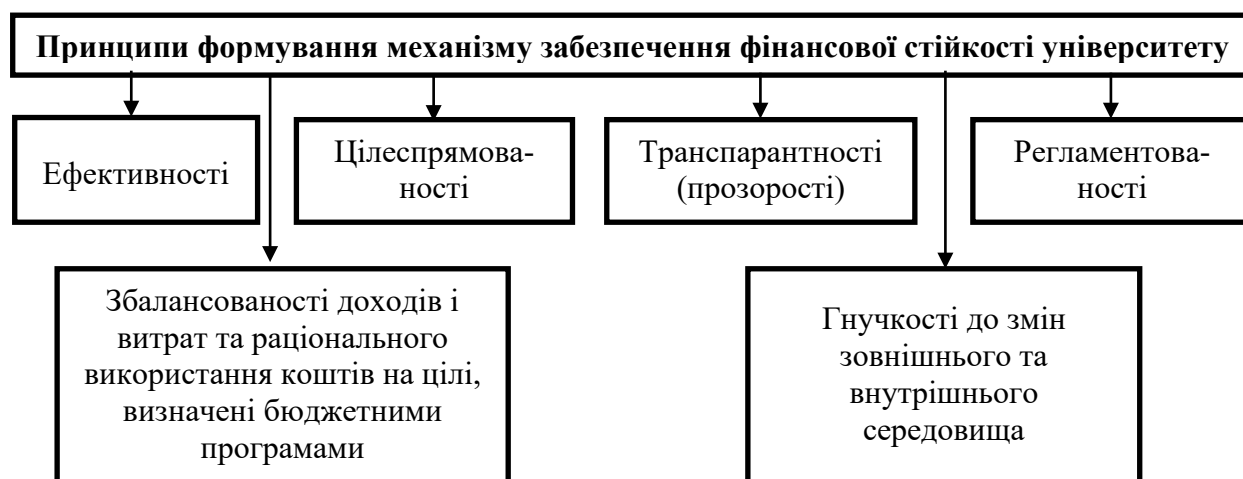 Принципи формування механізму забезпечення фінансової стійкості університету
Ефективності
Цілеспрямова-
ності
Транспарантності
(прозорості)
Регламентова-
ності
Збалансованості доходів і
витрат та раціонального
використання коштів на цілі,
визначені бюджетними
програмами
Гнучкості до змін
зовнішнього та
внутрішнього
середовища